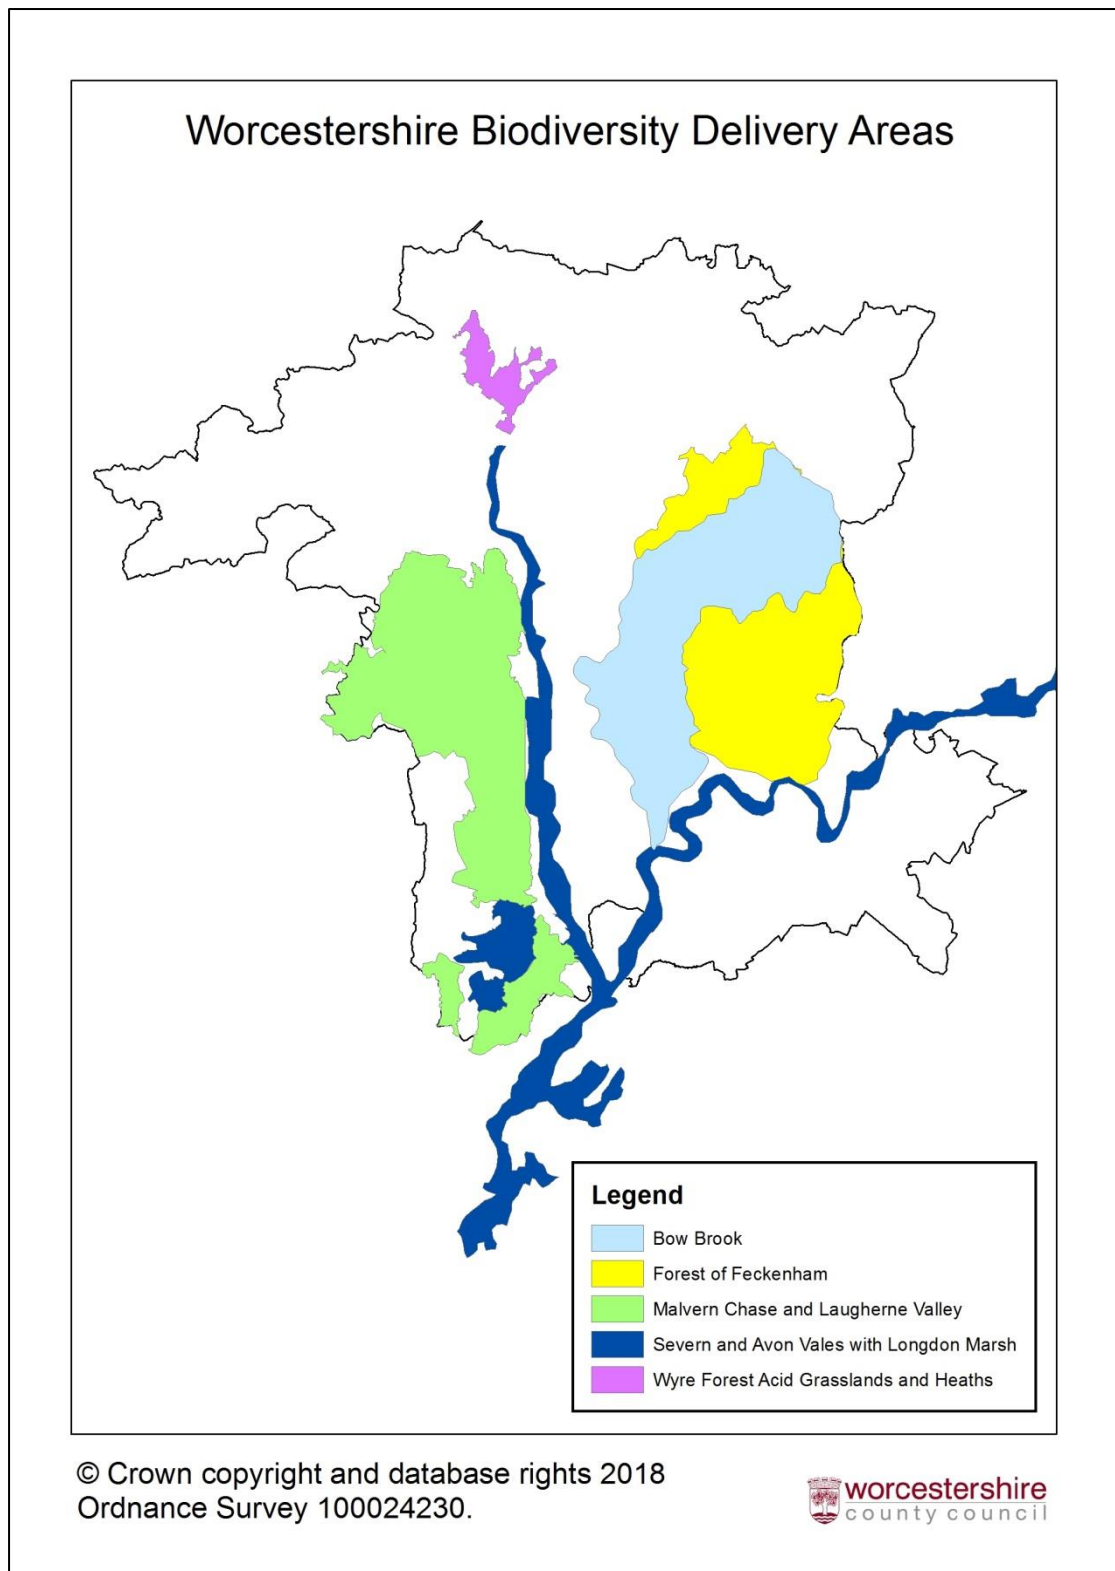 Worcestershire Biodiversity Delivery Areas
Legend
Bow Brook
Forest of Feckenham
Malvern Chase and Laugherne Valley
Severn and Avon Vales with Longdon Marsh
Wyre Forest Acid Grasslands and Heaths
© Crown copyright and database rights 2018
Ordnance Survey 100024230.
worcestershire
county council